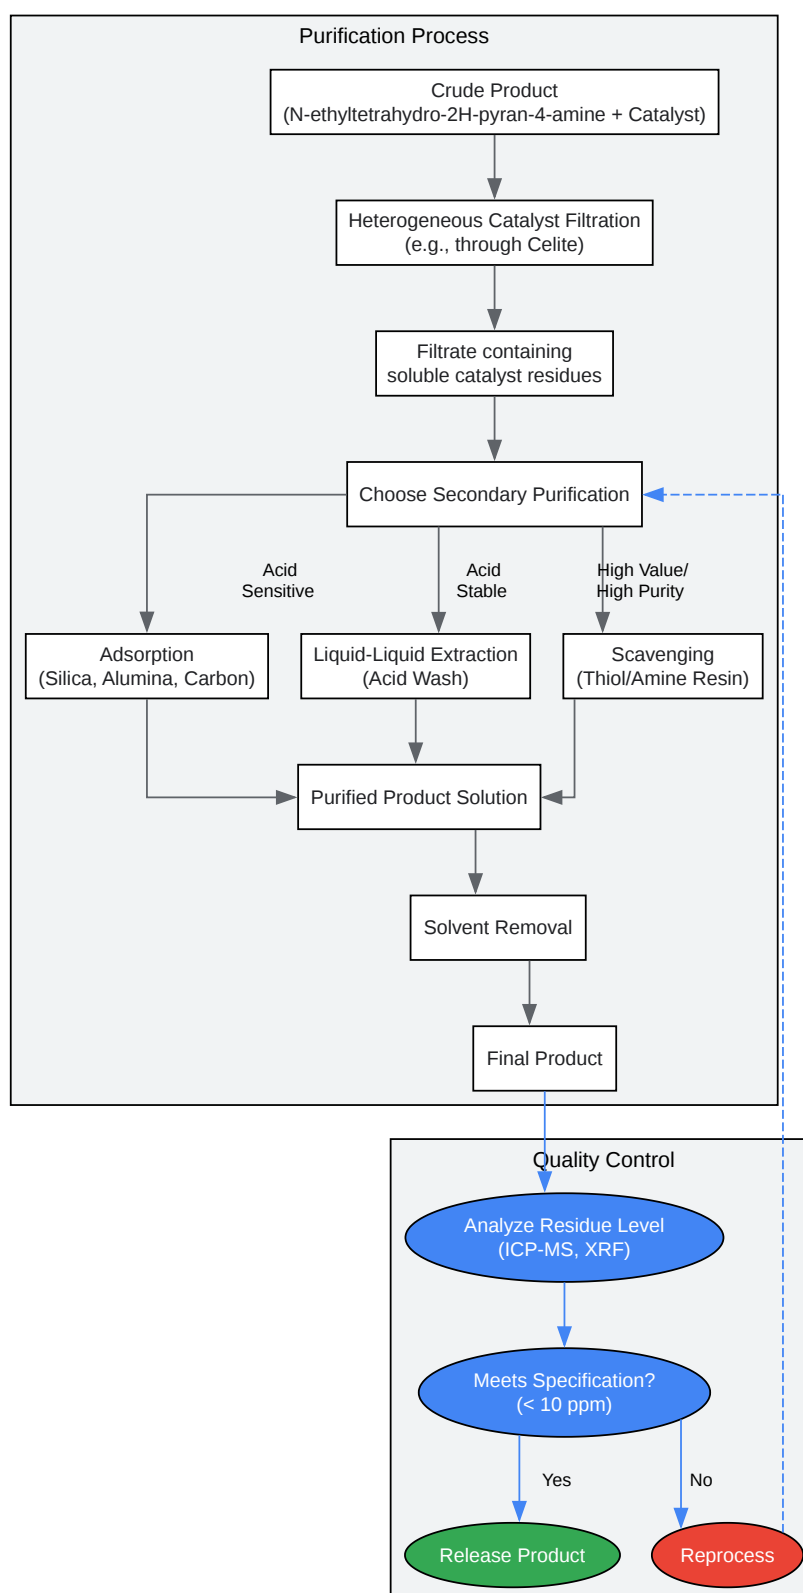 Purification Process
Crude Product
(N-ethyltetrahydro-2H-pyran-4-amine + Catalyst)
Heterogeneous Catalyst Filtration
(e.g., through Celite)
Filtrate containing
soluble catalyst residues
Choose Secondary Purification
Acid
Sensitive
Acid
Stable
High Value/
High Purity
Adsorption
(Silica, Alumina, Carbon)
Liquid-Liquid Extraction
(Acid Wash)
Scavenging
(Thiol/Amine Resin)
Purified Product Solution
Solvent Removal
Final Product
Quality Control
Analyze Residue Level
(ICP-MS, XRF)
Meets Specification?
(< 10 ppm)
Yes
No
Release Product
Reprocess